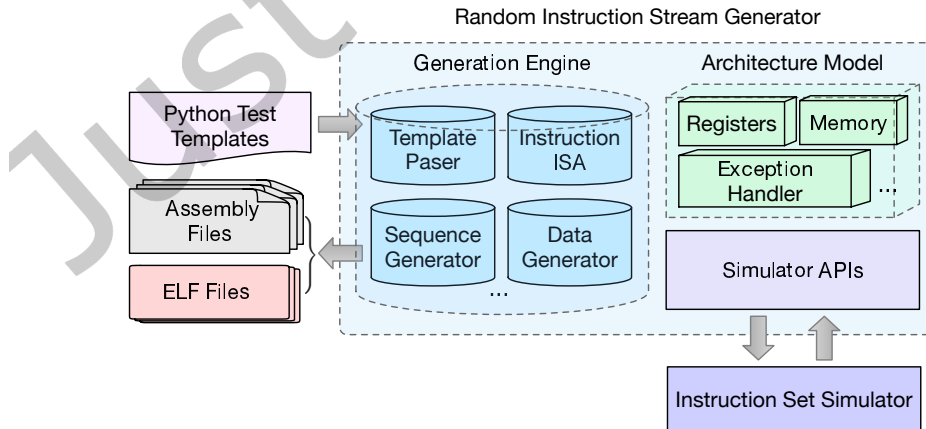 Random Instruction Stream Generator
Generation Engine
Architecture Model
Python Test
Templates
Template
Paser
Instruction
ISA
Registers
Memory
Exception
Handler
...
Assembly
Files
Sequence
Generator
Data
Generator
...
ELF Files
Simulator APIs
Instruction Set Simulator
Just